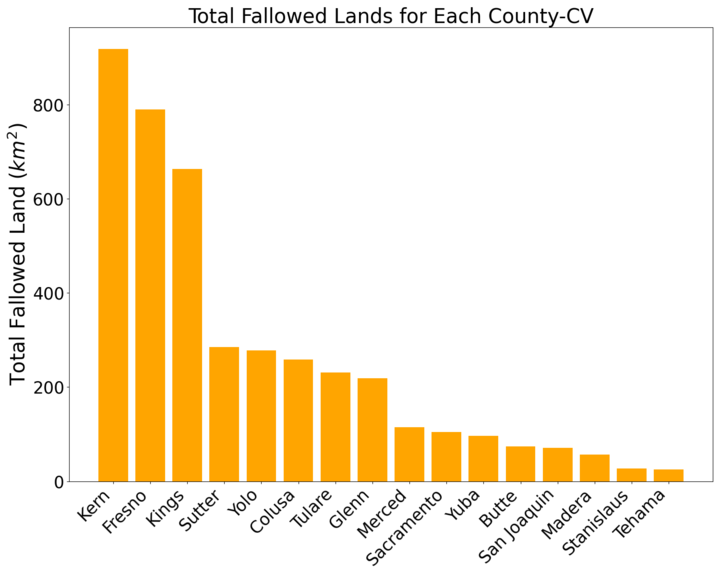 Total Fallowed Lands for Each County-CV
Total Fallowed Land (km²)
800
600
400
200
0
Kern
Fresno
Kings
Sutter
Yolo
Colusa
Tulare
Glenn
Merced
Sacramento
Yuba
Butte
San Joaquin
Madera
Stanislaus
Tehama